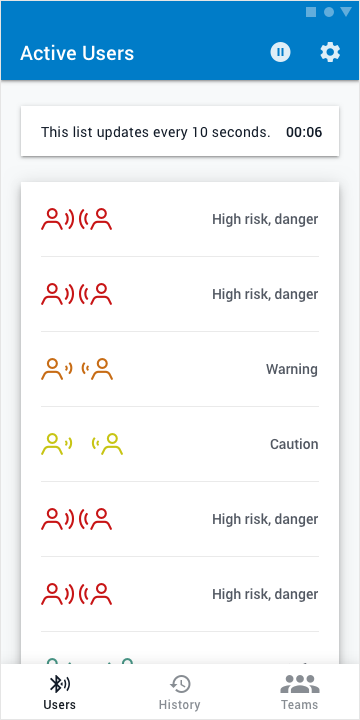 Active Users
This list updates every 10 seconds. 00:06
High risk, danger
High risk, danger
Warning
Caution
High risk, danger
High risk, danger
Users History Teams